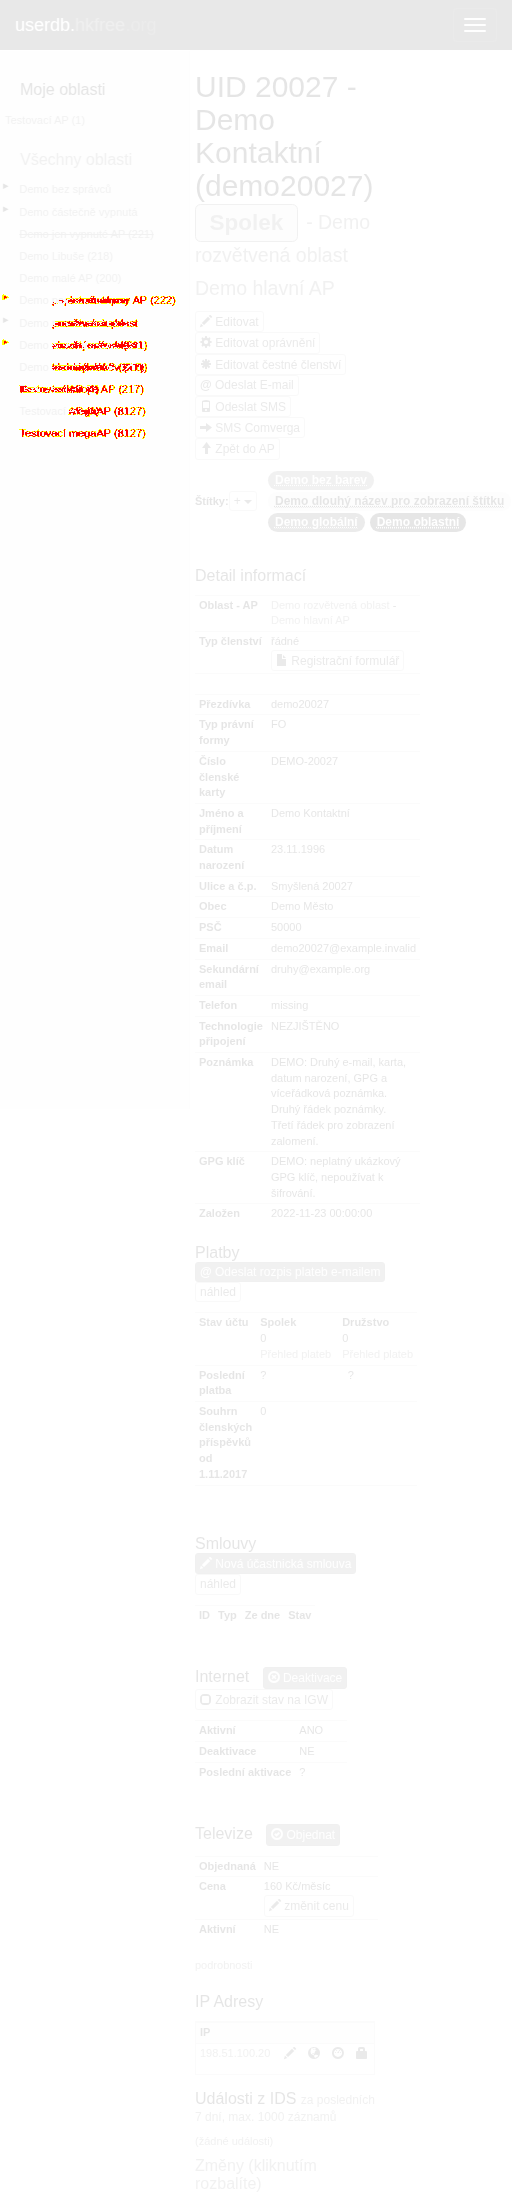 userdb.hkfree.org
Moje oblasti
Testovací AP (1)
Všechny oblasti
Demo bez správců
Demo částečně vypnutá
Demo jen vypnuté AP (221)
Demo Libuše (218)
Demo malá AP (200)
AP (222)
AP (217)
Testovací megaAP (8127)
Testovací megaAP (8127)
UID 20027 -
Demo
Kontaktní
(demo20027)
Spolek - Demo
rozvětvená oblast
Demo hlavní AP
Editovat
Editovat oprávnění
Editovat čestné členství
@ Odeslat E-mail
Odeslat SMS
SMS Comverga
Zpět do AP
Štítky: +
Demo bez barev
Demo dlouhý název pro zobrazení štítku
Demo globální Demo oblastní
Detail informací
Oblast - AP Demo rozvětvená oblast -
Demo hlavní AP
Typ členství řádné
Registrační formulář
Přezdívka demo20027
Typ právní FO
formy
Číslo DEMO-20027
členské
karty
Jméno a Demo Kontaktní
příjmení
Datum 23.11.1996
narození
Ulice a č.p. Smyšlená 20027
Obec Demo Město
PSČ 50000
Email demo20027@example.invalid
Sekundární druhy@example.org
email
Telefon missing
Technologie NEZJIŠTĚNO
připojení
Poznámka DEMO: Druhý e-mail, karta,
datum narození, GPG a
víceřádková poznámka.
Druhý řádek poznámky.
Třetí řádek pro zobrazení
zalomení.
GPG klíč DEMO: neplatný ukázkový
GPG klíč, nepoužívat k
šifrování.
Založen 2022-11-23 00:00:00
Platby
@ Odeslat rozpis plateb e-mailem
náhled
Stav účtu Spolek Družstvo
0 0
Přehled plateb Přehled plateb
Poslední ? ?
platba
Souhrn 0
členských
příspěvků
od
1.11.2017
Smlouvy
Nová účastnická smlouva
náhled
ID Typ Ze dne Stav
Internet Deaktivace
Zobrazit stav na IGW
Aktivní ANO
Deaktivace NE
Poslední aktivace ?
Televize Objednat
Objednaná NE
Cena 160 Kč/měsíc
změnit cenu
Aktivní NE
podrobnosti
IP Adresy
IP
198.51.100.20
Události z IDS za posledních
7 dní, max. 1000 záznamů
(žádné události)
Změny (kliknutím
rozbalíte)